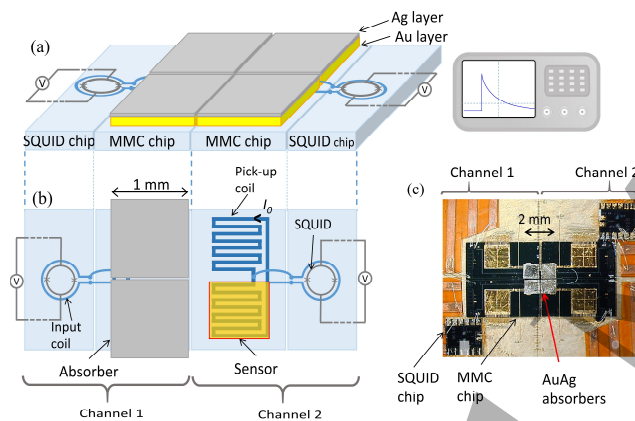 (a)
Ag layer
Au layer
V
V
SQUID chip
MMC chip
MMC chip
SQUID chip
(b)
1 mm
Pick-up
coil
I0
SQUID
V
V
Input
coil
Absorber
Sensor
Channel 1
Channel 2
(c)
Channel 1
Channel 2
2 mm
SQUID
chip
MMC
chip
AuAg
absorbers